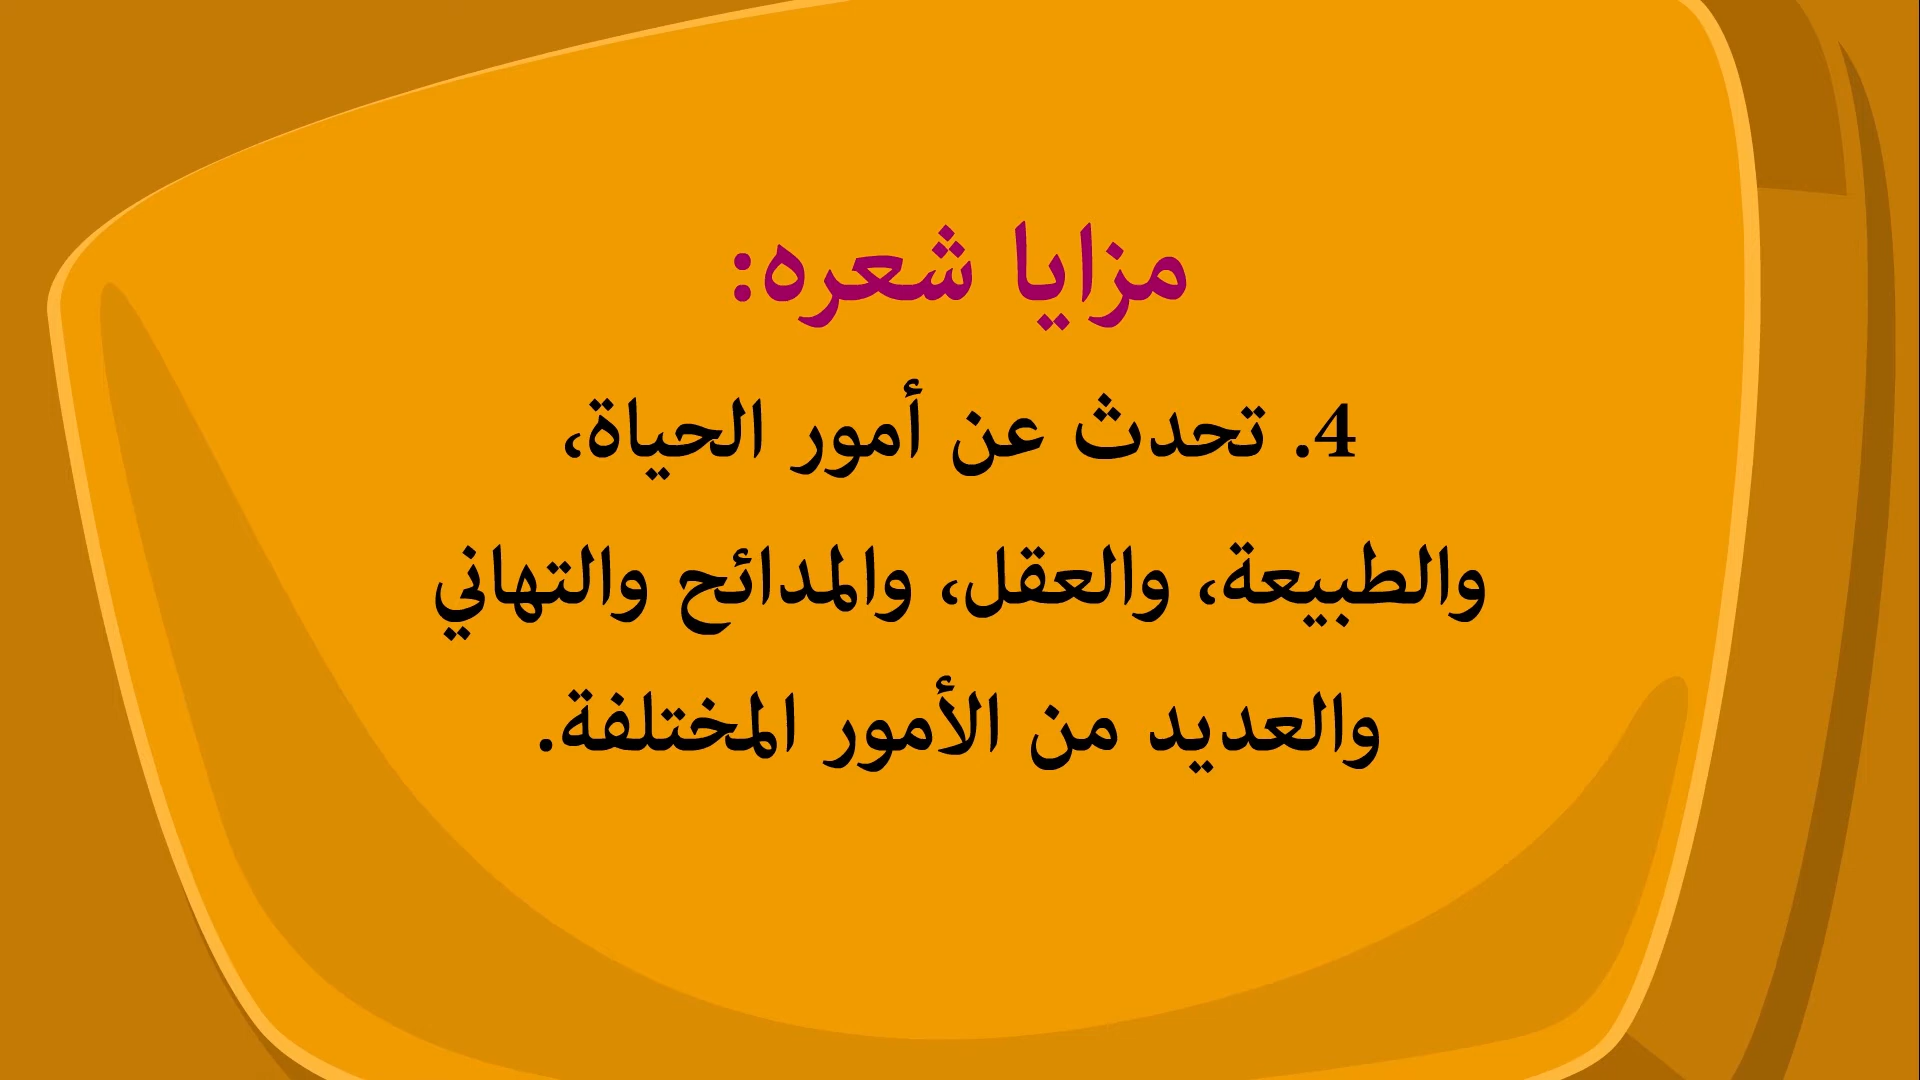 مزايا شعره:
4. تحدث عن أمور الحياة،
والطبيعة، والعقل، والمدائح والتهاني
والعديد من الأمور المختلفة.